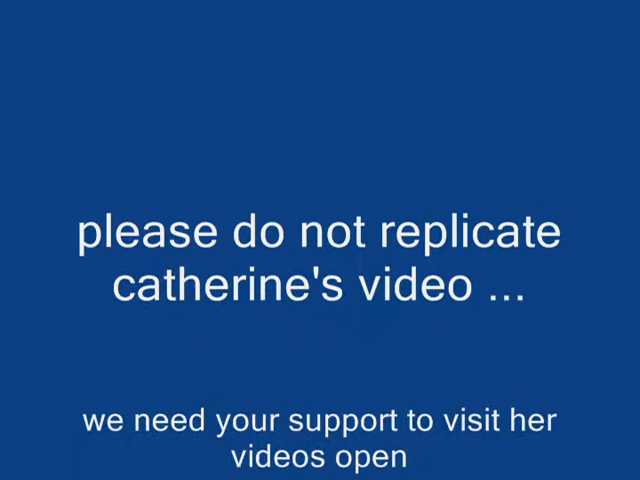 please do not replicate
catherine's video ...
we need your support to visit her
videos open